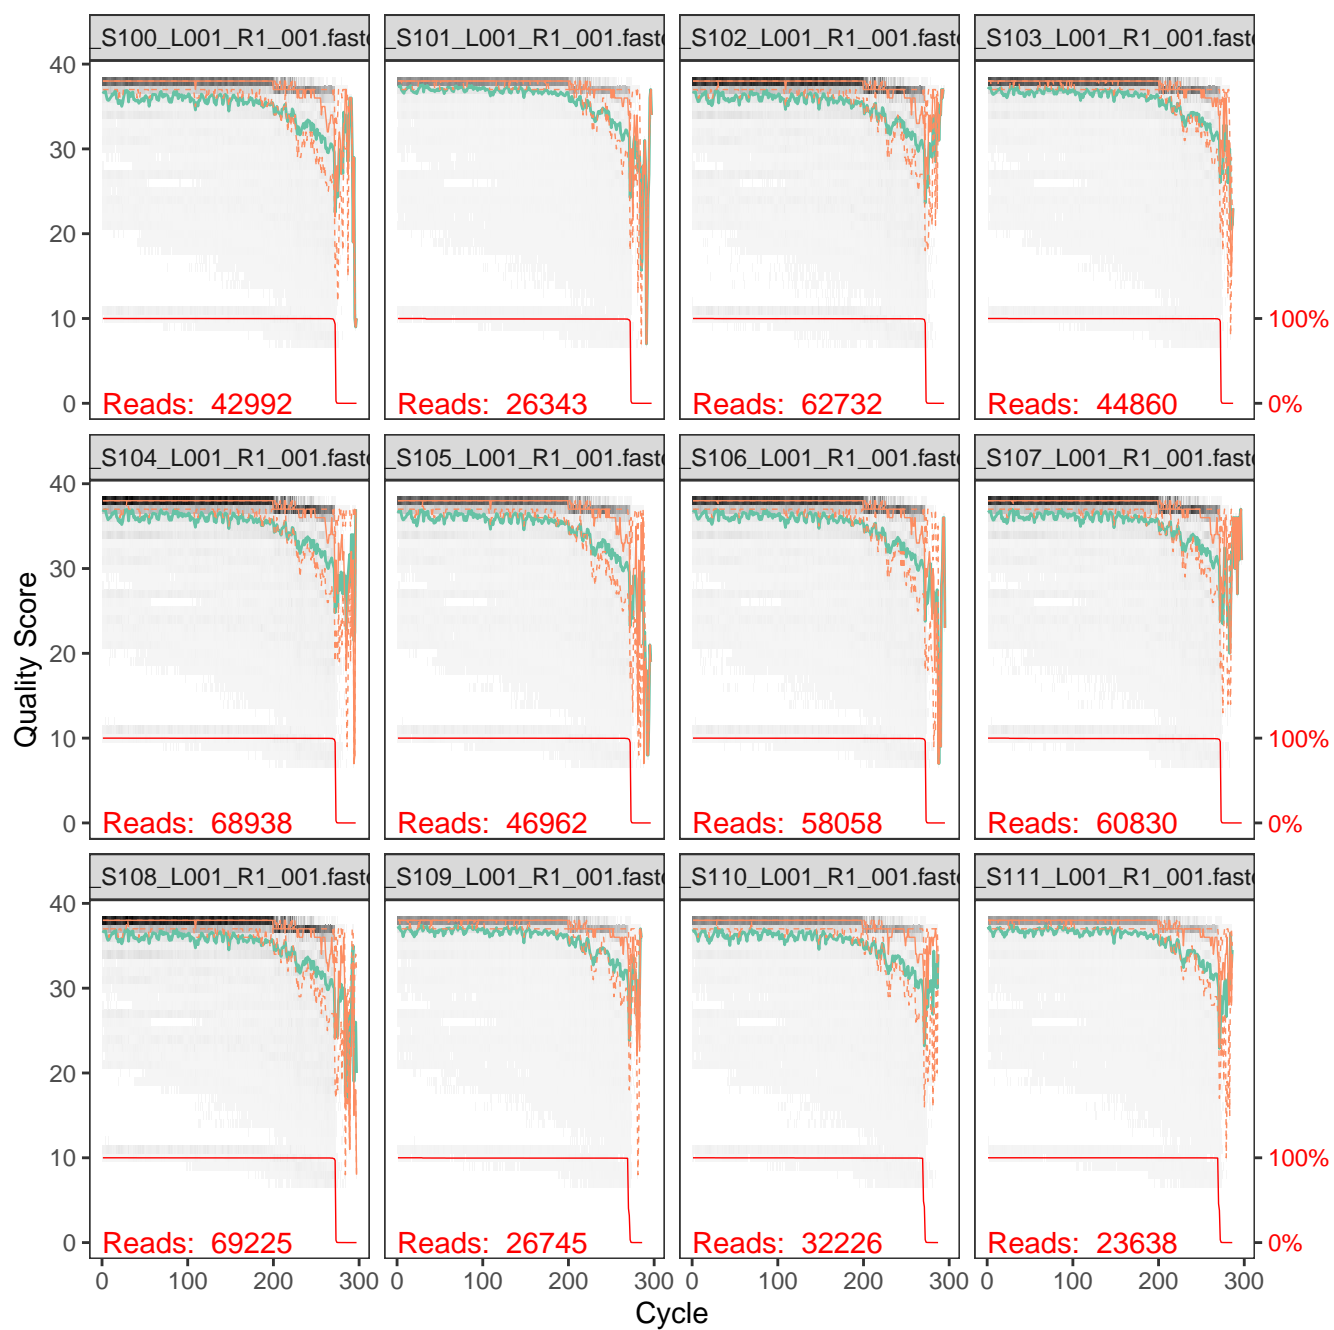 _S100_L001_R1_001.fast
_S101_L001_R1_001.fast
_S102_L001_R1_001.fast
_S103_L001_R1_001.fast
40
30
20
10
0
Reads: 42992
Reads: 26343
Reads: 62732
Reads: 44860
100%
0%
_S104_L001_R1_001.fast
_S105_L001_R1_001.fast
_S106_L001_R1_001.fast
_S107_L001_R1_001.fast
40
30
20
10
0
Quality Score
Reads: 68938
Reads: 46962
Reads: 58058
Reads: 60830
100%
0%
_S108_L001_R1_001.fast
_S109_L001_R1_001.fast
_S110_L001_R1_001.fast
_S111_L001_R1_001.fast
40
30
20
10
0
Reads: 69225
Reads: 26745
Reads: 32226
Reads: 23638
100%
0%
0 100 200 300
0 100 200 300
0 100 200 300
0 100 200 300
Cycle